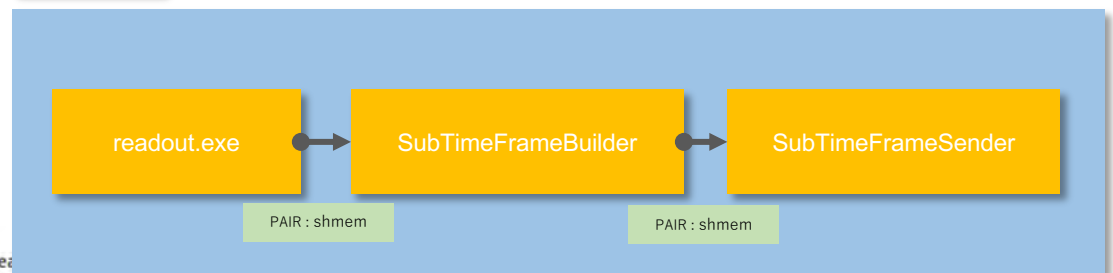 readout.exe
SubTimeFrameBuilder
SubTimeFrameSender
PAIR : shmem
PAIR : shmem